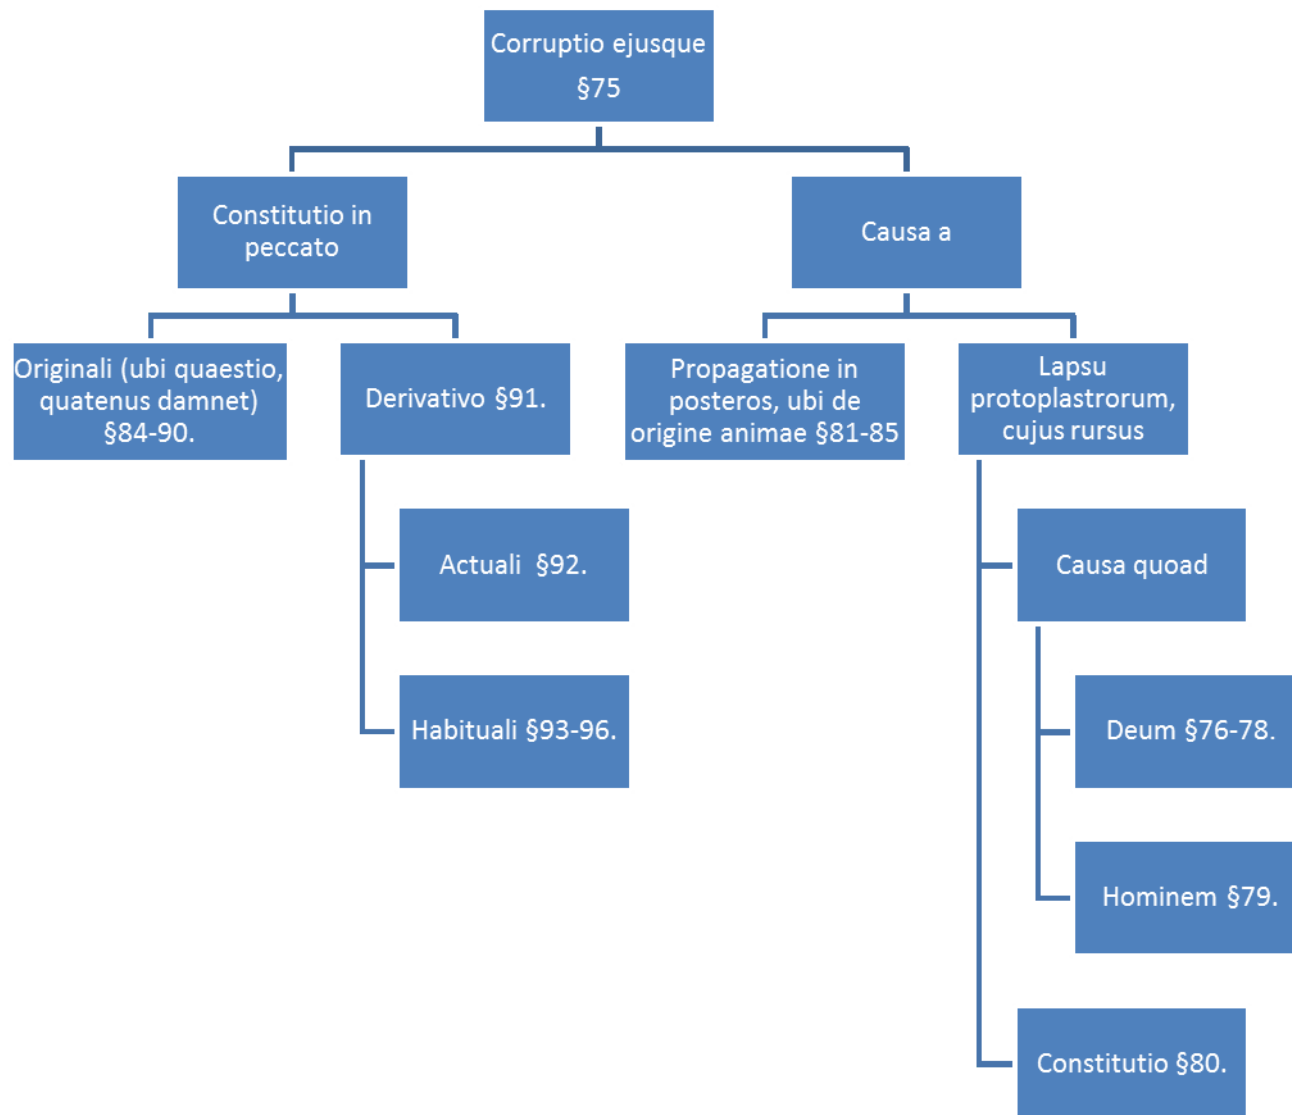 Corruptio ejusque
§75
Constitutio in
peccato
Causa a
Originali (ubi quaestio,
quatenus damnet)
§84-90.
Derivativo §91.
Propagatione in
posteros, ubi de
origine animae §81-85
Lapsu
protoplastrorum,
cujus rursus
Actuali  §92.
Causa quoad
Habituali §93-96.
Deum §76-78.
Hominem §79.
Constitutio §80.